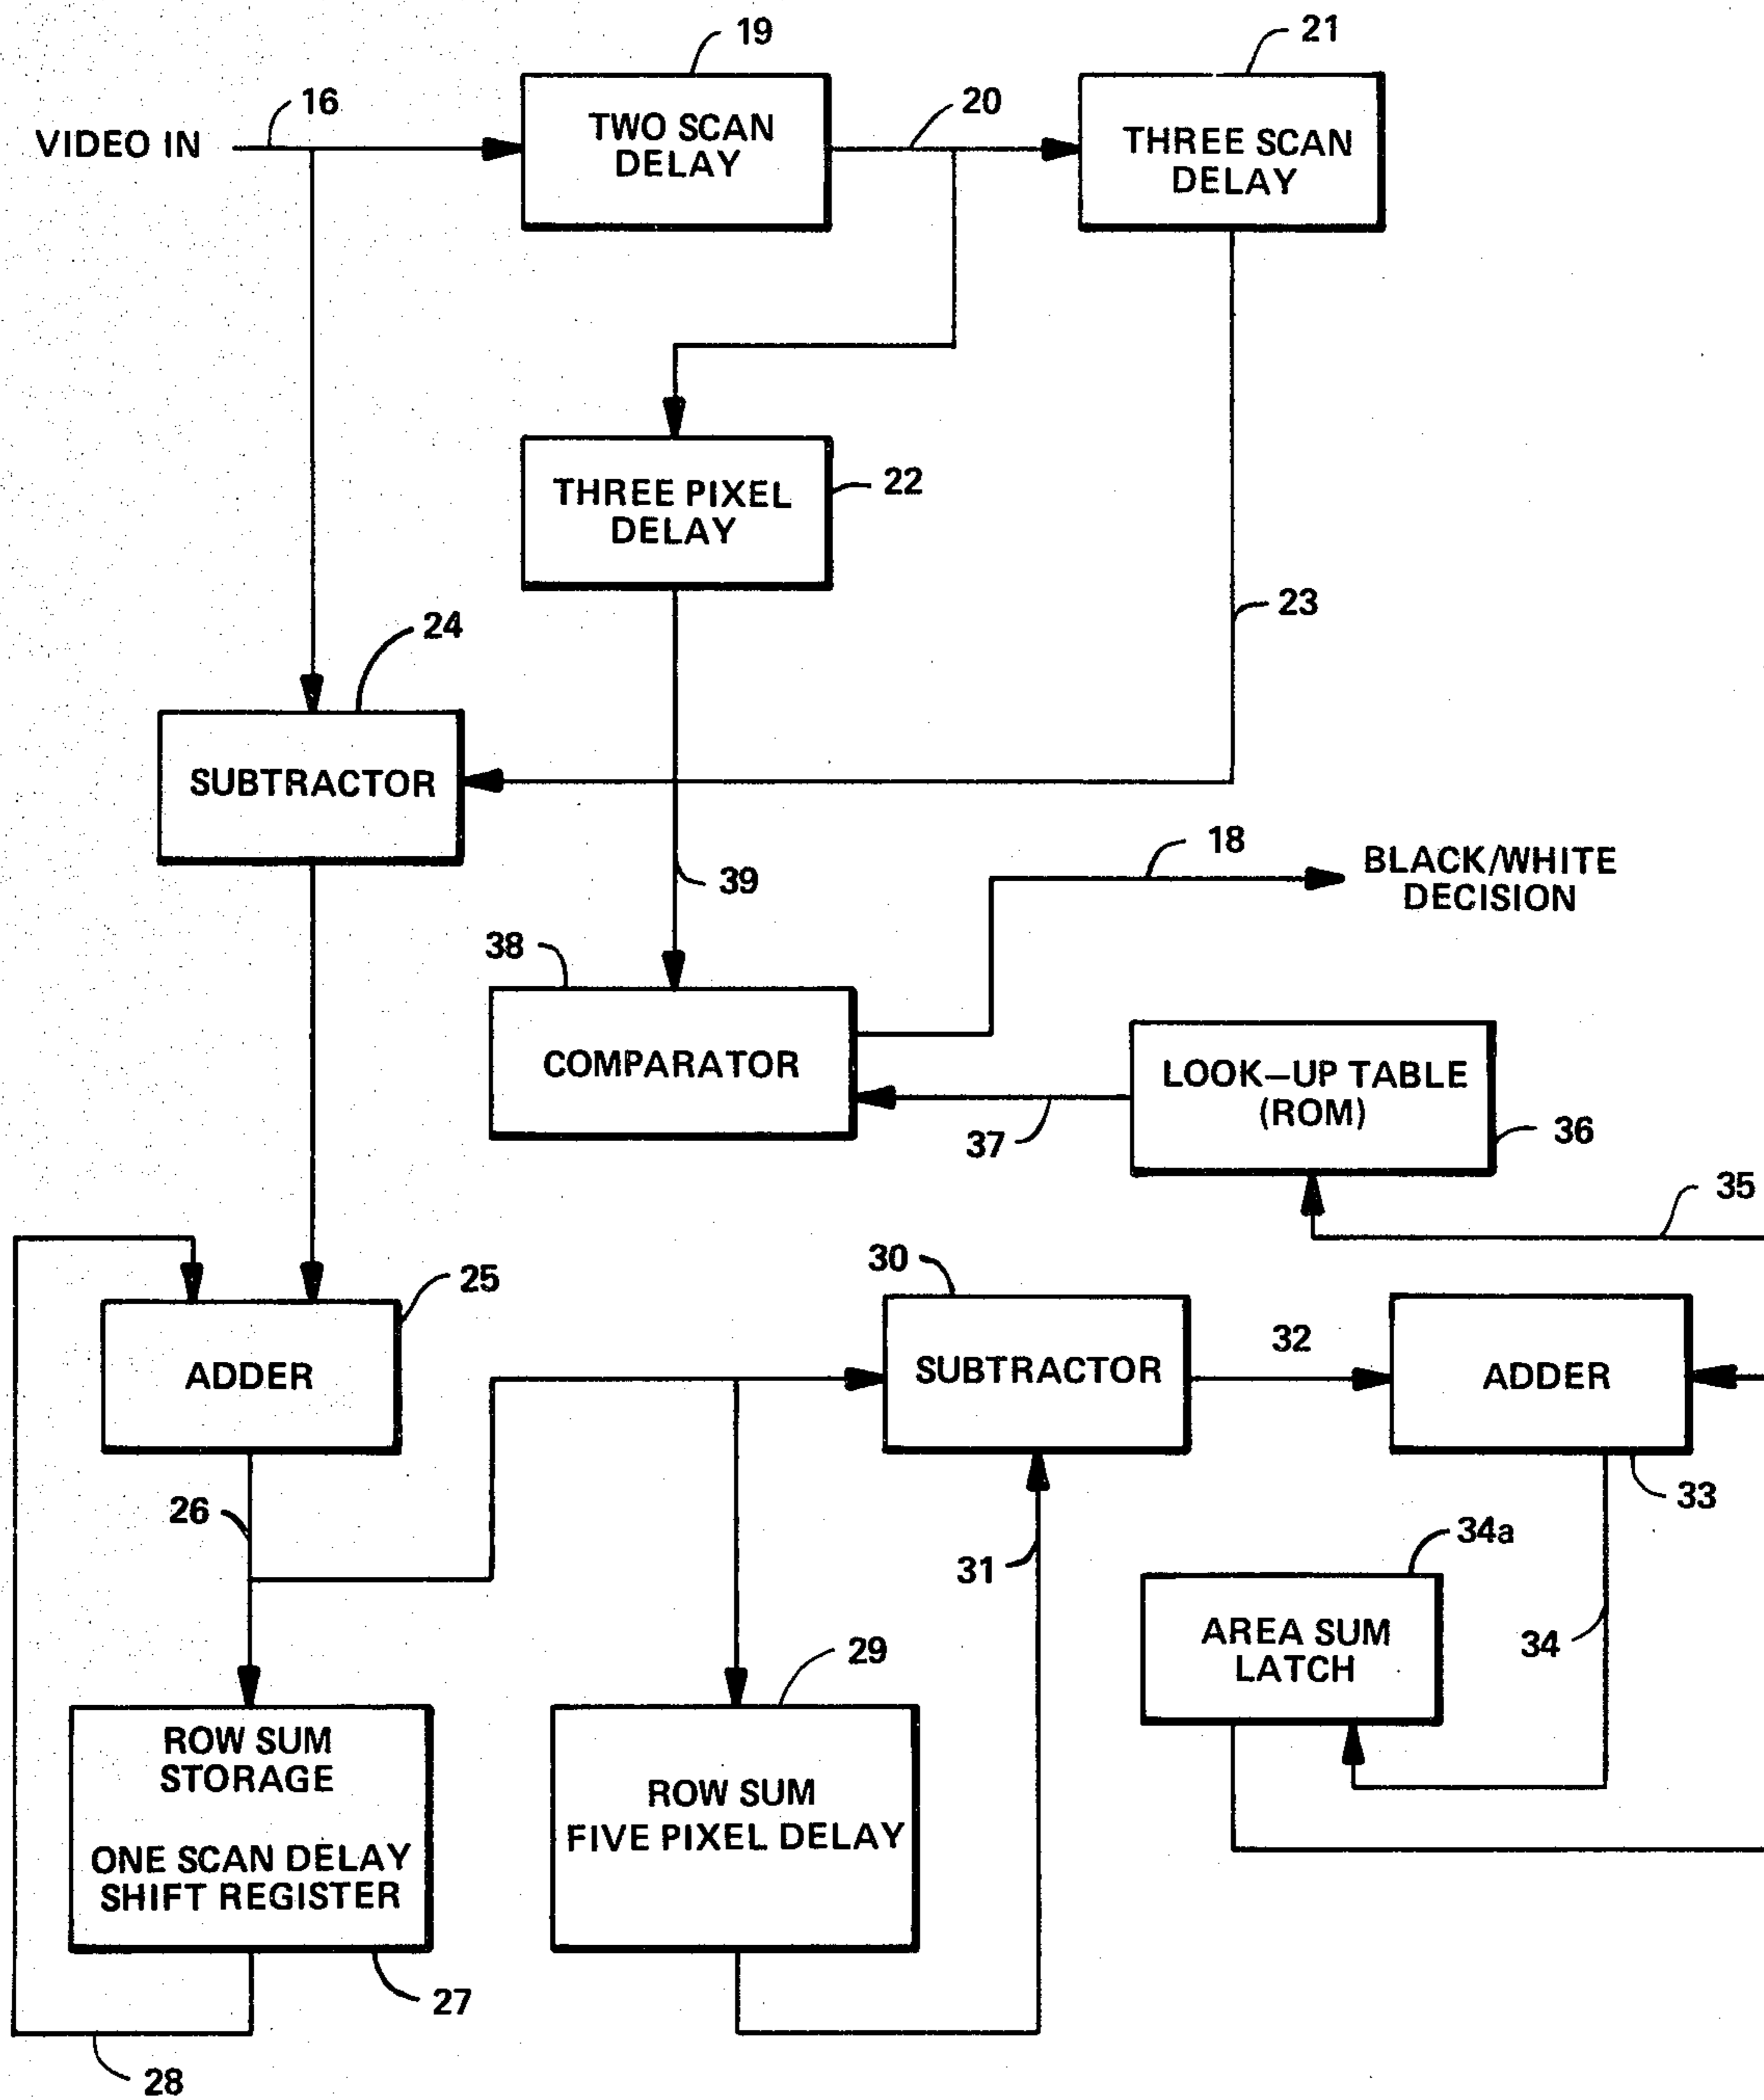 19
21
16
20
VIDEO IN
TWO SCAN
DELAY
THREE SCAN
DELAY
THREE PIXEL
DELAY
22
23
24
SUBTRACTOR
39
18
BLACK/WHITE
DECISION
38
COMPARATOR
LOOK-UP TABLE
(ROM)
37
36
35
25
30
ADDER
SUBTRACTOR
32
ADDER
26
31
33
34a
AREA SUM
LATCH
34
29
ROW SUM
STORAGE
ONE SCAN DELAY
SHIFT REGISTER
ROW SUM
FIVE PIXEL DELAY
27
28